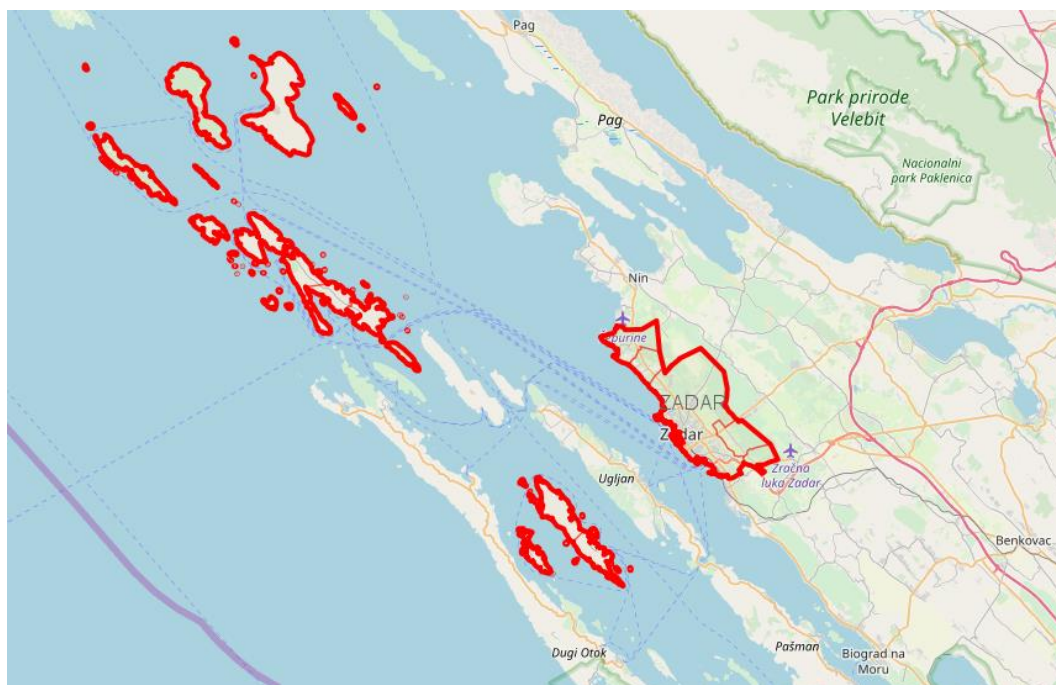 Pag
Park prirode
Velebit
Pag
Nacionalni
park Paklenica
Nin
ZADAR
Zadar
Zračna
luka Zadar
Ugljan
Benkovac
Dugi Otok
Pašman
Biograd na
Moru